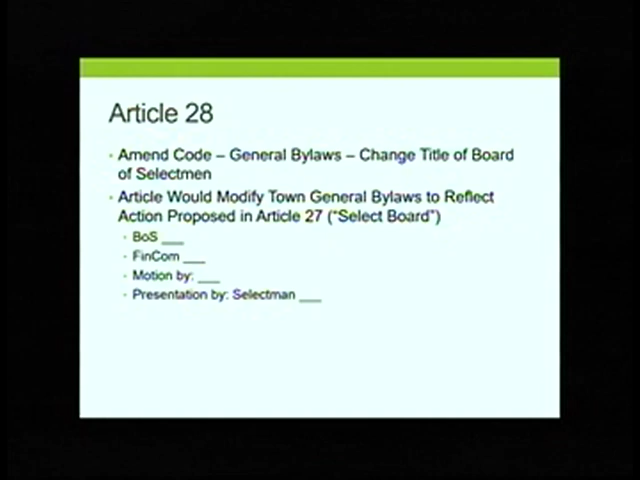 Article 28
Amend Code – General Bylaws – Change Title of Board
of Selectmen
Article Would Modify Town General Bylaws to Reflect
Action Proposed in Article 27 (“Select Board”)
BoS ___
FinCom ___
Motion by: ___
Presentation by: Selectman ___